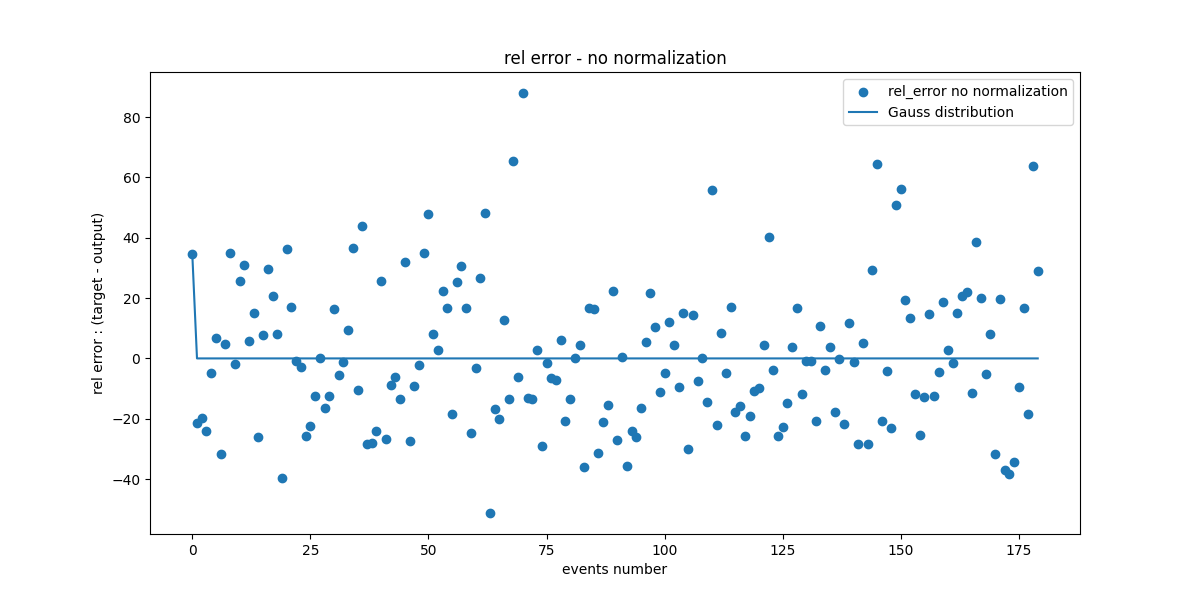 rel error - no normalization
rel_error no normalization
Gauss distribution
rel error : (target - output)
80
60
40
20
0
−20
−40
0 25 50 75 100 125 150 175
events number